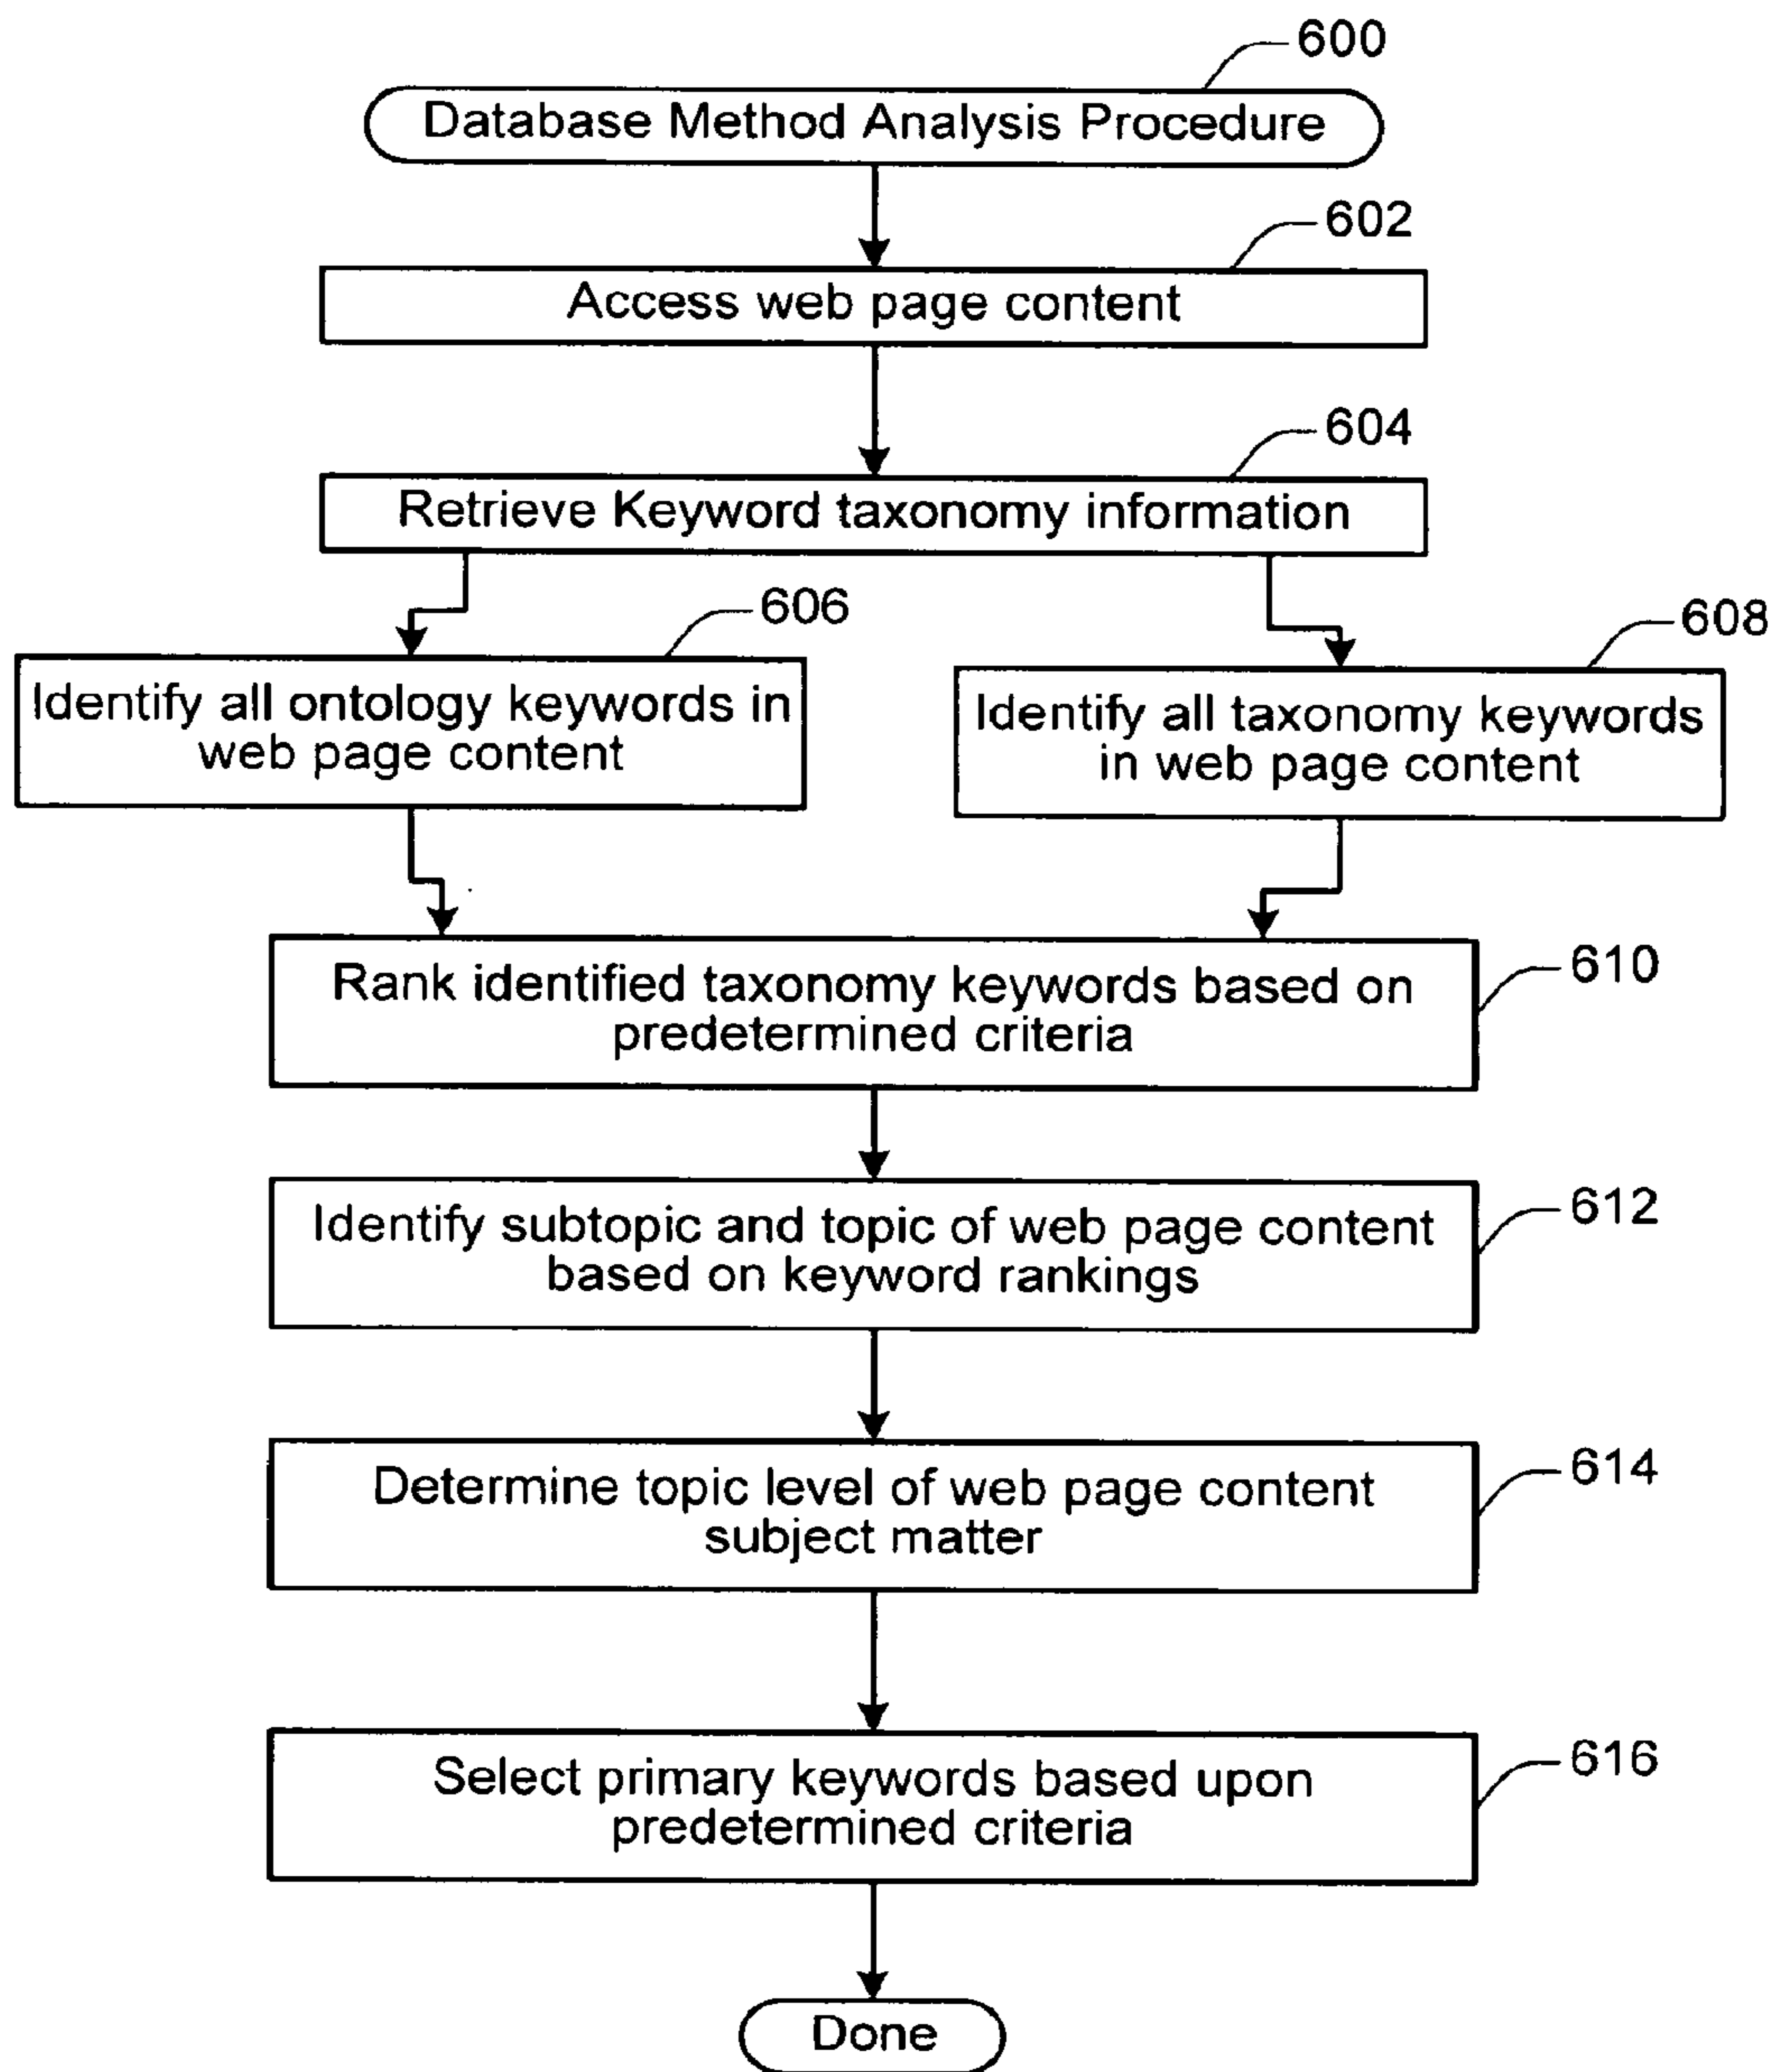 600
Database Method Analysis Procedure
602
Access web page content
604
Retrieve Keyword taxonomy information
606
608
Identify all ontology keywords in
web page content
Identify all taxonomy keywords
in web page content
Rank identified taxonomy keywords based on
predetermined criteria
610
Identify subtopic and topic of web page content
based on keyword rankings
612
Determine topic level of web page content
subject matter
614
Select primary keywords based upon
predetermined criteria
616
Done